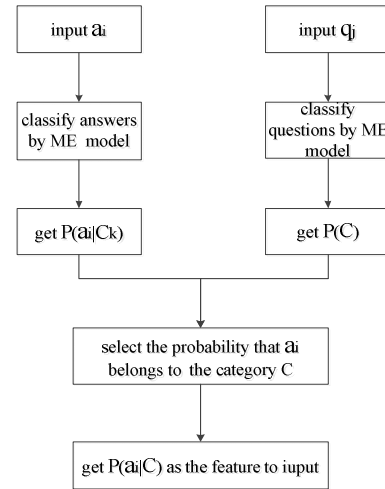 input ai
input qj
classify answers
by ME model
classify
questions by ME
model
get P(ai|Ck)
get P(C)
select the probability that ai
belongs to the category C
get P(ai|C) as the feature to iuput